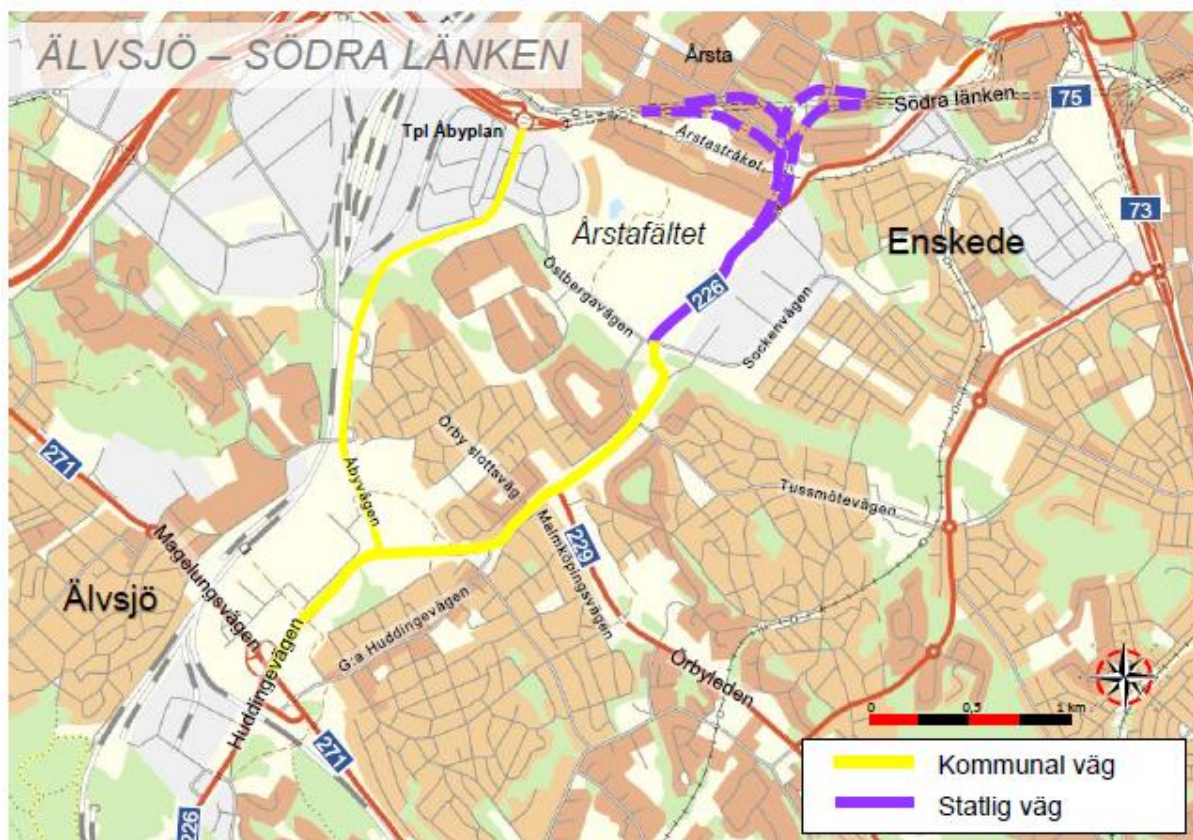 ÄLVSJÖ – SÖDRA LÄNKEN
Årsta
Södra länken
75
Tpl Åbyplan
Årstastråket
73
Årstafältet
Enskede
Östbergavägen
226
Sockenvägen
271
Örby slottsväg
Åbyvägen
Tussmötevägen
229
Malmköpingsvägen
Magelungsvägen
Älvsjö
G:a Huddingevägen
Huddingevägen
Örbyleden
271
226
0 0,5 1 km
Kommunal väg
Statlig väg